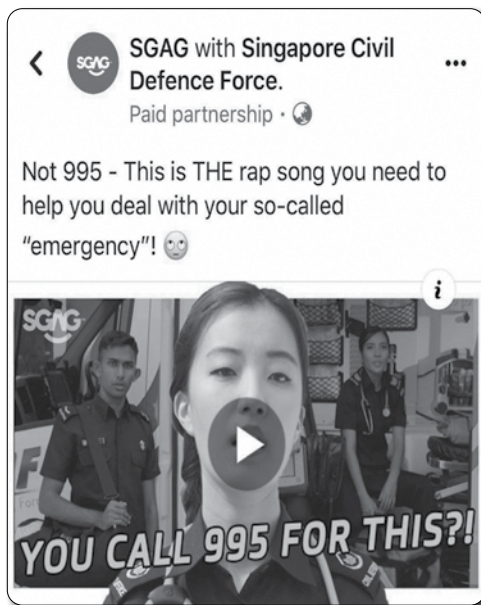 SGAG
SGAG with Singapore Civil
Defence Force.
Paid partnership ·
Not 995 - This is THE rap song you need to
help you deal with your so-called
“emergency”! 🙄
i
SGAG
YOU CALL 995 FOR THIS?!